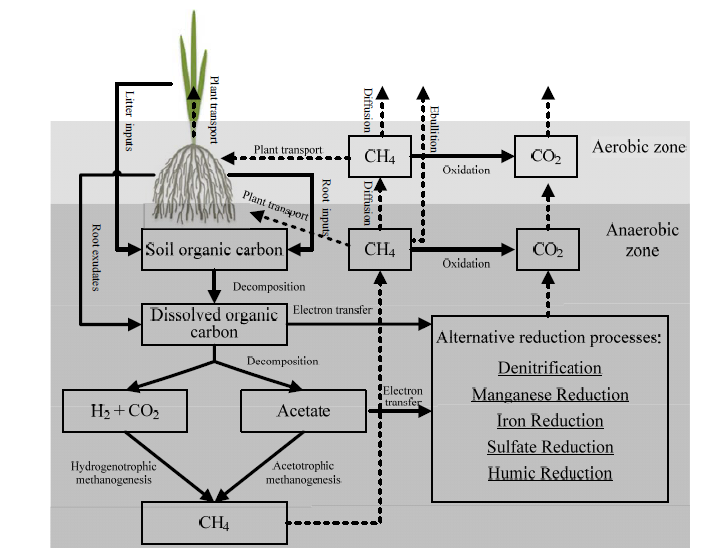 Plant transport
Litter inputs
Diffusion
Ebullition
Plant transport
CH₄
Oxidation
CO₂
Aerobic zone
Root inputs
Plant transport
Diffusion
Root exudates
Soil organic carbon
CH₄
Oxidation
CO₂
Anaerobic
zone
Decomposition
Dissolved organic
carbon
Electron transfer
Alternative reduction processes:
Denitrification
Manganese Reduction
Iron Reduction
Sulfate Reduction
Humic Reduction
Decomposition
H₂ + CO₂
Acetate
Electron
transfer
Hydrogenotrophic
methanogenesis
Acetotrophic
methanogenesis
CH₄